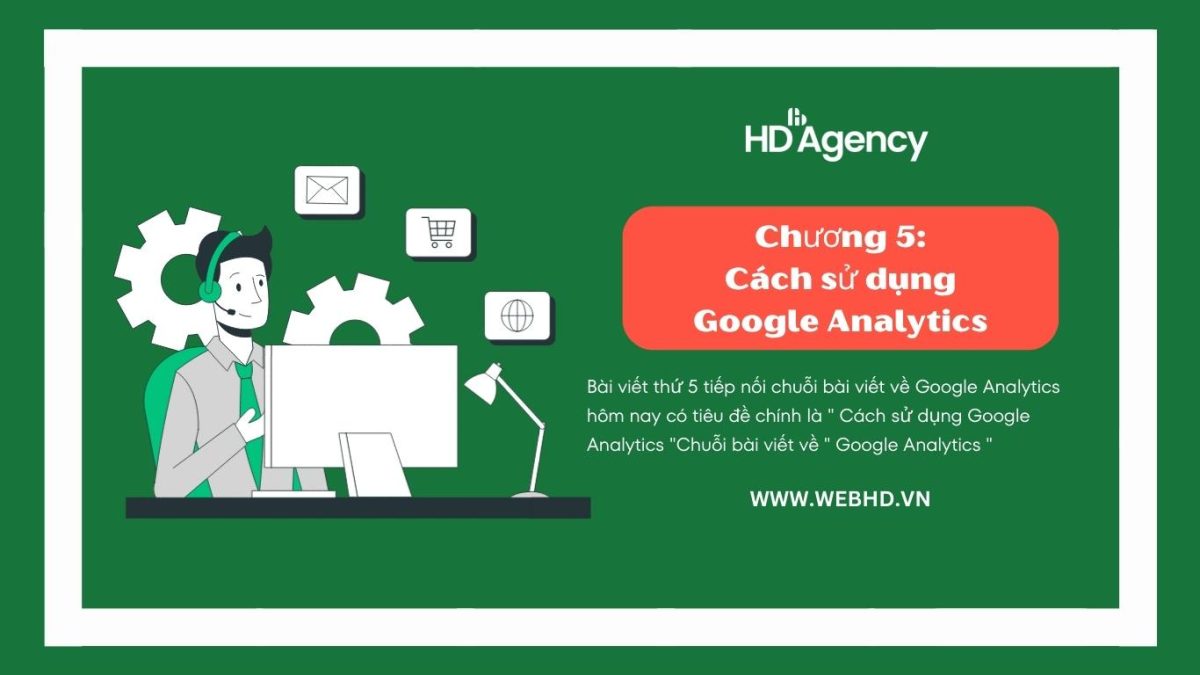 HD Agency
Chương 5:
Cách sử dụng
Google Analytics
Bài viết thứ 5 tiếp nối chuỗi bài viết về Google Analytics
hôm nay có tiêu đề chính là " Cách sử dụng Google
Analytics "Chuỗi bài viết về " Google Analytics "
WWW.WEBHD.VN